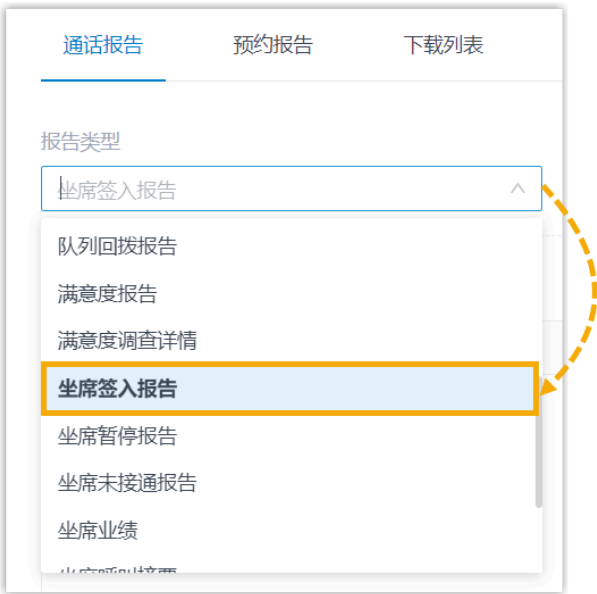 通话报告 预约报告 下载列表
报告类型
坐席签入报告
队列回拨报告
满意度报告
满意度调查详情
坐席签入报告
坐席暂停报告
坐席未接通报告
坐席业绩